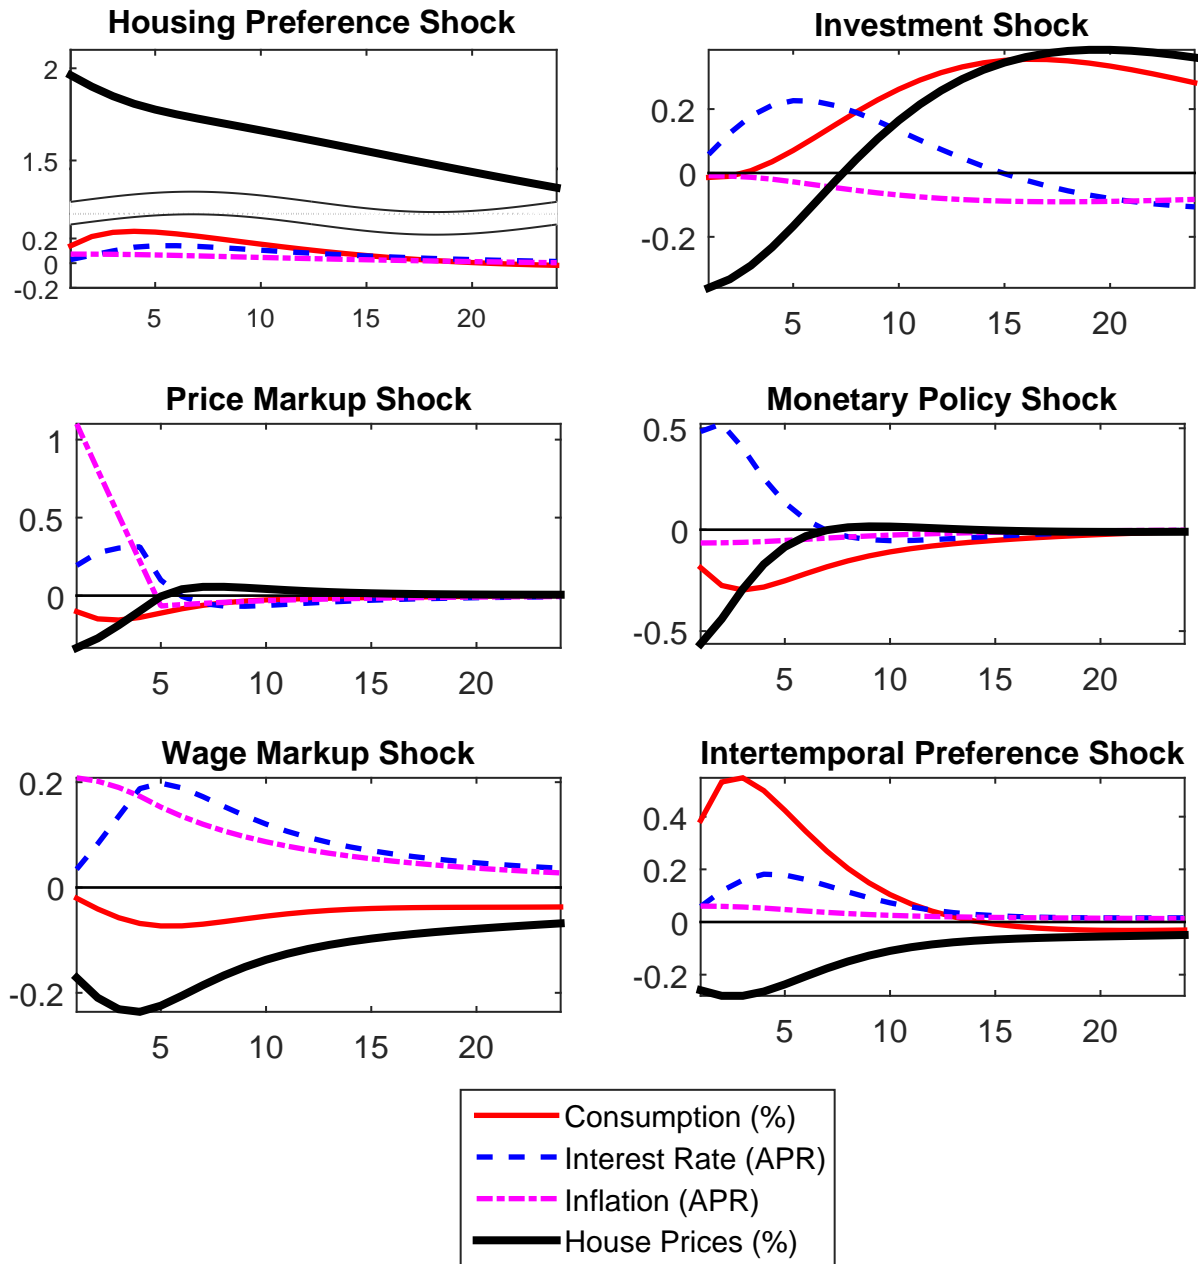 Housing Preference Shock
2
1.5
0.2
0
-0.2
5 10 15 20
Investment Shock
0.2
0
-0.2
5 10 15 20
Price Markup Shock
1
0.5
0
5 10 15 20
Monetary Policy Shock
0.5
0
-0.5
5 10 15 20
Wage Markup Shock
0.2
0
-0.2
5 10 15 20
Intertemporal Preference Shock
0.4
0.2
0
-0.2
5 10 15 20
Consumption (%)
Interest Rate (APR)
Inflation (APR)
House Prices (%)